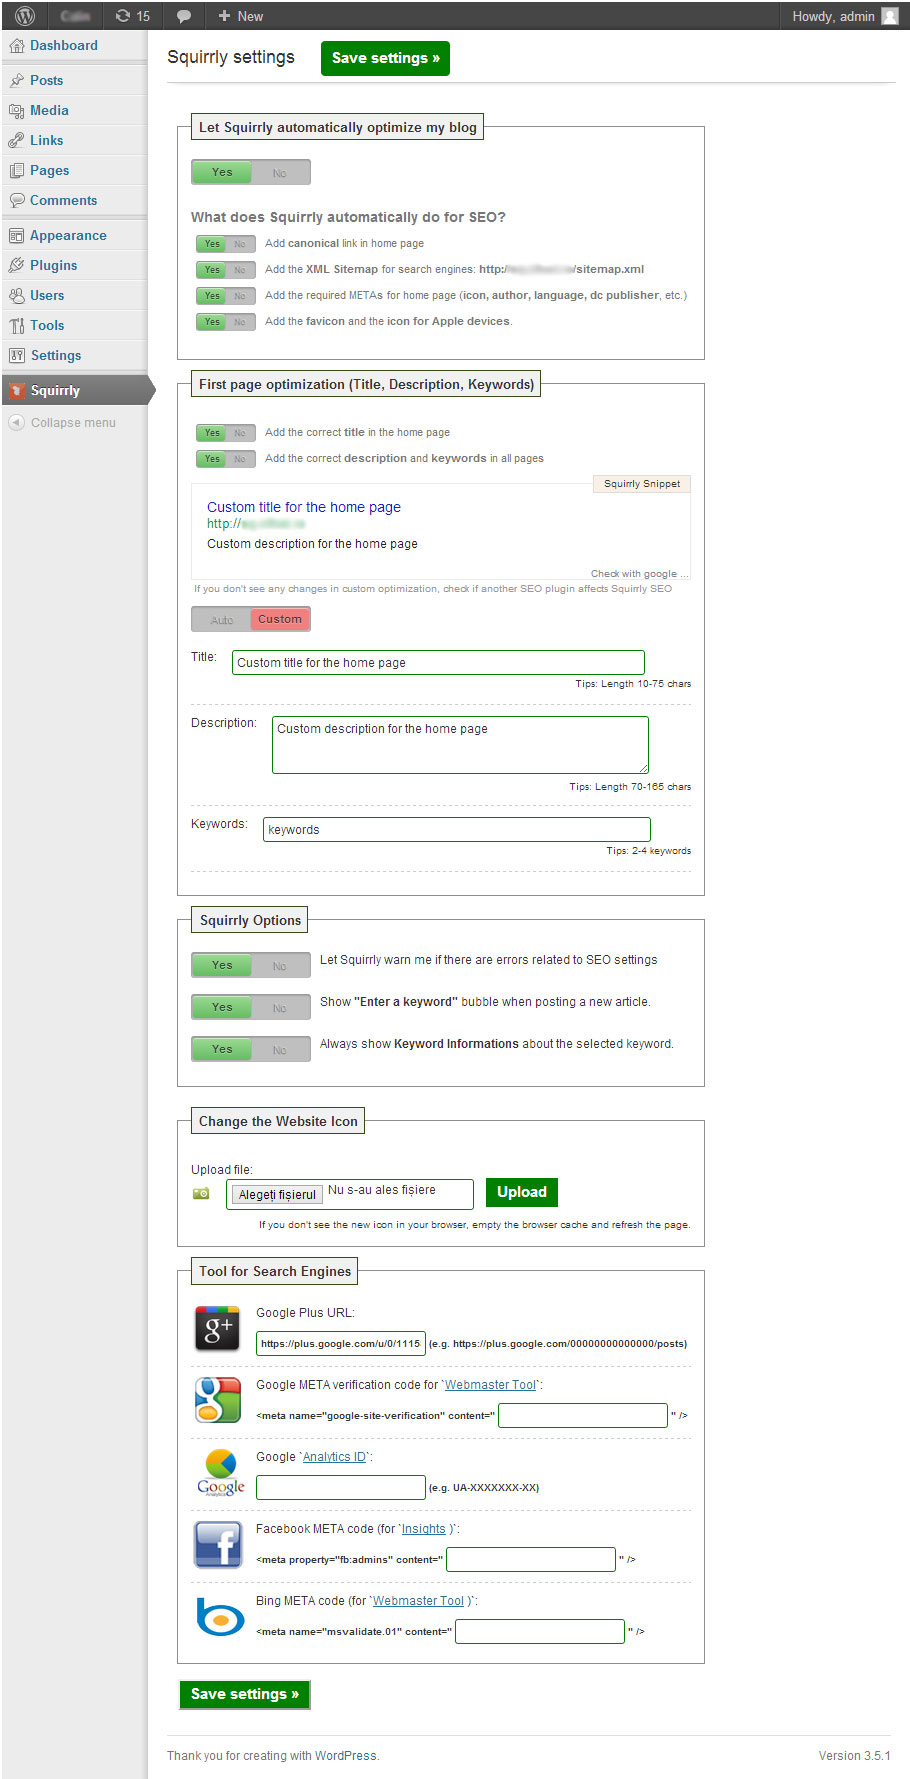 15
New
Howdy, admin
Dashboard
Posts
Media
Links
Pages
Comments
Appearance
Plugins
Users
Tools
Settings
Squirrly
Collapse menu
Squirrly settings
Save settings »
Let Squirrly automatically optimize my blog
Yes No
What does Squirrly automatically do for SEO?
Yes No Add canonical link in home page
Yes No Add the XML Sitemap for search engines: http:/ /sitemap.xml
Yes No Add the required METAs for home page (icon, author, language, dc publisher, etc.)
Yes No Add the favicon and the icon for Apple devices.
First page optimization (Title, Description, Keywords)
Yes No Add the correct title in the home page
Yes No Add the correct description and keywords in all pages
Squirrly Snippet
Custom title for the home page
http://
Custom description for the home page
Check with google ...
If you don't see any changes in custom optimization, check if another SEO plugin affects Squirrly SEO
Auto Custom
Title: Custom title for the home page
Tips: Length 10-75 chars
Description: Custom description for the home page
Tips: Length 70-165 chars
Keywords: keywords
Tips: 2-4 keywords
Squirrly Options
Yes No Let Squirrly warn me if there are errors related to SEO settings
Yes No Show "Enter a keyword" bubble when posting a new article.
Yes No Always show Keyword Informations about the selected keyword.
Change the Website Icon
Upload file:
Alegeți fișierul Nu s-au ales fișiere Upload
If you don't see the new icon in your browser, empty the browser cache and refresh the page.
Tool for Search Engines
g+ Google Plus URL:
https://plus.google.com/u/0/1115 (e.g. https://plus.google.com/00000000000000/posts)
Google META verification code for `Webmaster Tool`:
<meta name="google-site-verification" content=" " />
Google `Analytics ID`:
Google Analytics (e.g. UA-XXXXXXX-XX)
Facebook META code (for `Insights )`:
<meta property="fb:admins" content=" " />
Bing META code (for `Webmaster Tool )`:
<meta name="msvalidate.01" content=" " />
Save settings »
Thank you for creating with WordPress.
Version 3.5.1